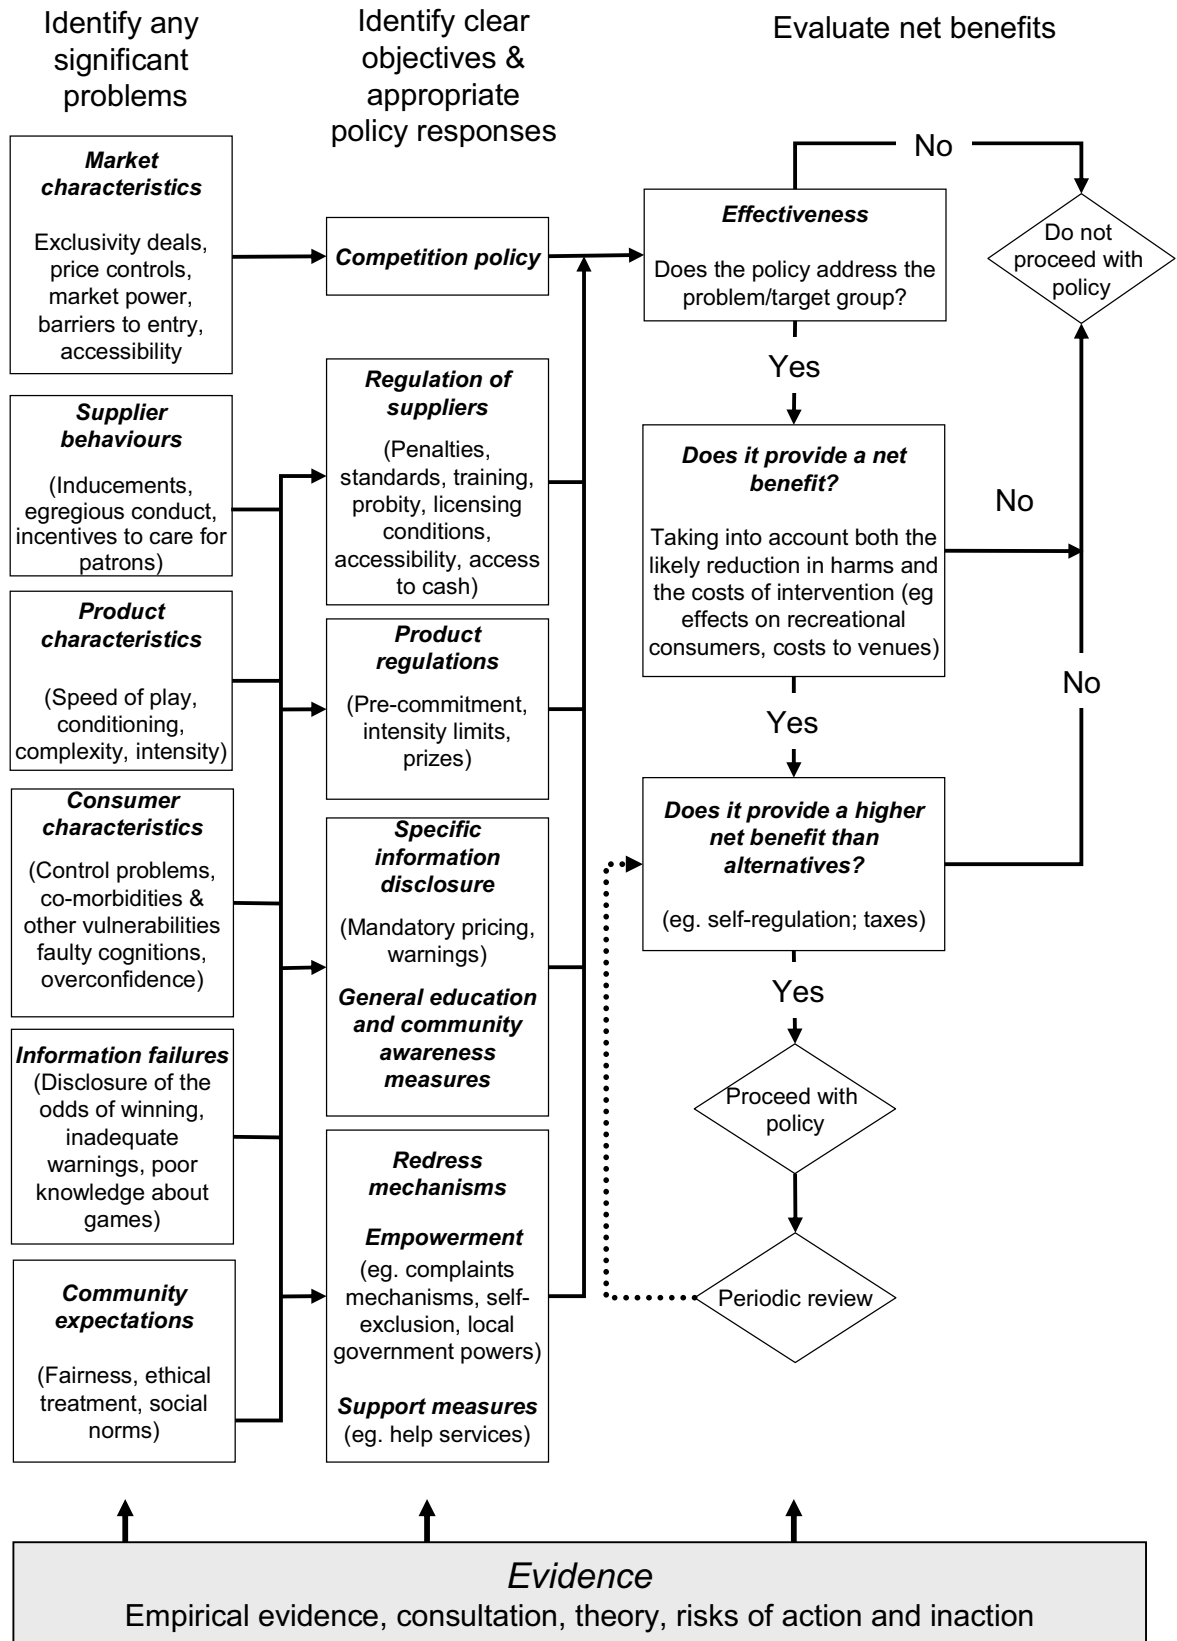 Identify any
significant
problems
Identify clear
objectives &
appropriate
policy responses
Evaluate net benefits
Market
characteristics
Exclusivity deals,
price controls,
market power,
barriers to entry,
accessibility
Supplier
behaviours
(Inducements,
egregious conduct,
incentives to care for
patrons)
Product
characteristics
(Speed of play,
conditioning,
complexity, intensity)
Consumer
characteristics
(Control problems,
co-morbidities &
other vulnerabilities
faulty cognitions,
overconfidence)
Information failures
(Disclosure of the
odds of winning,
inadequate
warnings, poor
knowledge about
games)
Community
expectations
(Fairness, ethical
treatment, social
norms)
Competition policy
Regulation of
suppliers
(Penalties,
standards, training,
probity, licensing
conditions,
accessibility, access
to cash)
Product
regulations
(Pre-commitment,
intensity limits,
prizes)
Specific
information
disclosure
(Mandatory pricing,
warnings)
General education
and community
awareness
measures
Redress
mechanisms
Empowerment
(eg. complaints
mechanisms, self-
exclusion, local
government powers)
Support measures
(eg. help services)
Effectiveness
Does the policy address the
problem/target group?
No
Do not
proceed with
policy
Yes
Does it provide a net
benefit?
Taking into account both the
likely reduction in harms and
the costs of intervention (eg
effects on recreational
consumers, costs to venues)
No
Yes
Does it provide a higher
net benefit than
alternatives?
(eg. self-regulation; taxes)
No
Yes
Proceed with
policy
Periodic review
Evidence
Empirical evidence, consultation, theory, risks of action and inaction